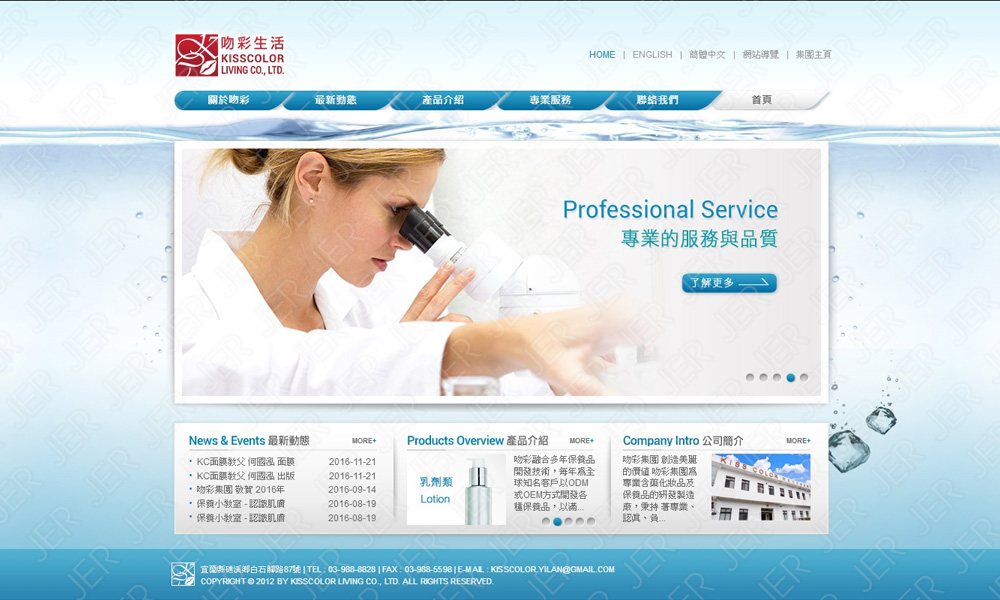 吻彩生活
KISSCOLOR
LIVING CO., LTD.
HOME | ENGLISH | 簡體中文 | 網站導覽 | 集團主頁
關於吻彩 最新動態 產品介紹 專業服務 聯絡我們 首頁
Professional Service
專業的服務與品質
了解更多
News & Events 最新動態 MORE+
KC面膜教父 何國泓 面膜 2016-11-21
KC面膜教父 何國泓 出版 2016-11-21
吻彩集團 敬賀 2016年 2016-09-14
保養小教室 - 認識肌膚 2016-08-19
保養小教室 - 認識肌膚 2016-08-19
Products Overview 產品介紹 MORE+
乳劑類
Lotion
吻彩融合多年保養品
開發技術，每年爲全
球知名客戶以ODM
或OEM方式開發各
種保養品，以滿...
Company Intro 公司簡介 MORE+
吻彩集團 創造美麗
的價值 吻彩集團爲
專業含藥化妝品及
保養品的研發製造
廠，秉持 著專業、
認真、負...
KISS COLOR
宜蘭縣礁溪鄉白石腳路87號 | TEL : 03-988-8828 | FAX : 03-988-5598 | E-MAIL : KISSCOLOR.YILAN@GMAIL.COM
COPYRIGHT © 2012 BY KISSCOLOR LIVING CO., LTD. ALL RIGHTS RESERVED.
JER